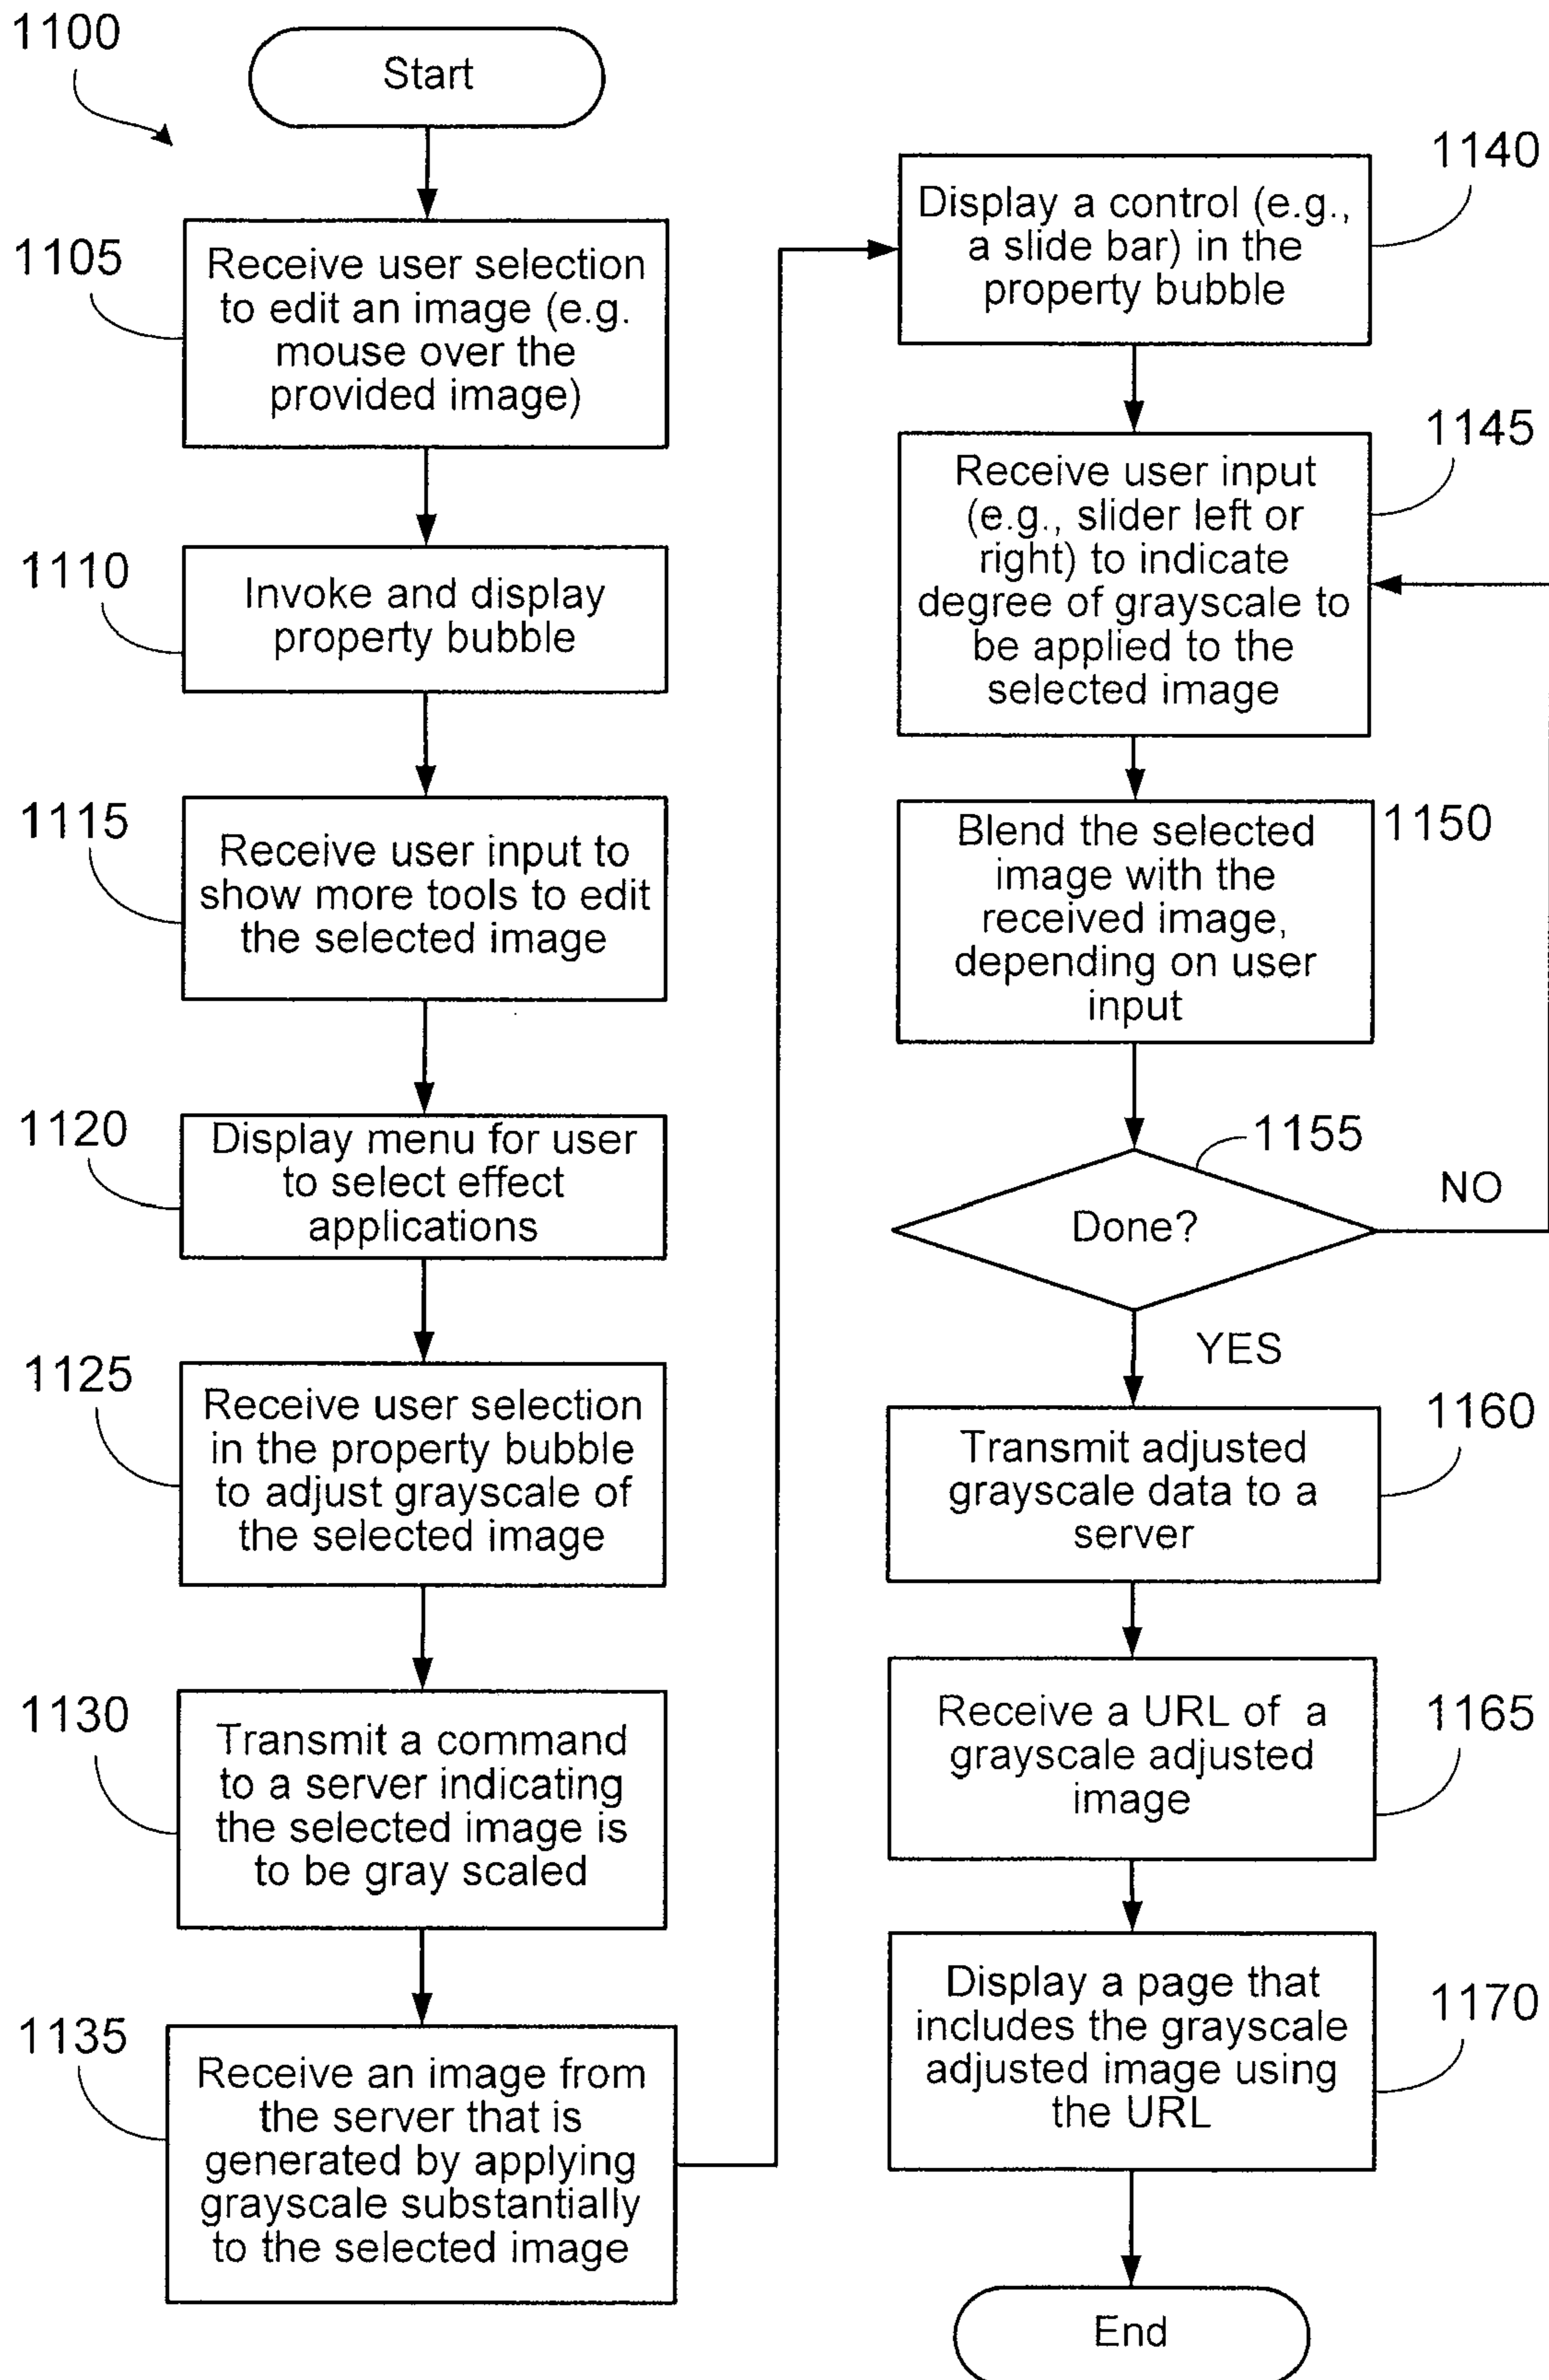 1100
Start
1105
Receive user selection
to edit an image (e.g.
mouse over the
provided image)
1110
Invoke and display
property bubble
1115
Receive user input to
show more tools to edit
the selected image
1120
Display menu for user
to select effect
applications
1125
Receive user selection
in the property bubble
to adjust grayscale of
the selected image
1130
Transmit a command
to a server indicating
the selected image is
to be gray scaled
1135
Receive an image from
the server that is
generated by applying
grayscale substantially
to the selected image
1140
Display a control (e.g.,
a slide bar) in the
property bubble
1145
Receive user input
(e.g., slider left or
right) to indicate
degree of grayscale to
be applied to the
selected image
1150
Blend the selected
image with the
received image,
depending on user
input
1155
Done?
NO
YES
1160
Transmit adjusted
grayscale data to a
server
1165
Receive a URL of a
grayscale adjusted
image
1170
Display a page that
includes the grayscale
adjusted image using
the URL
End